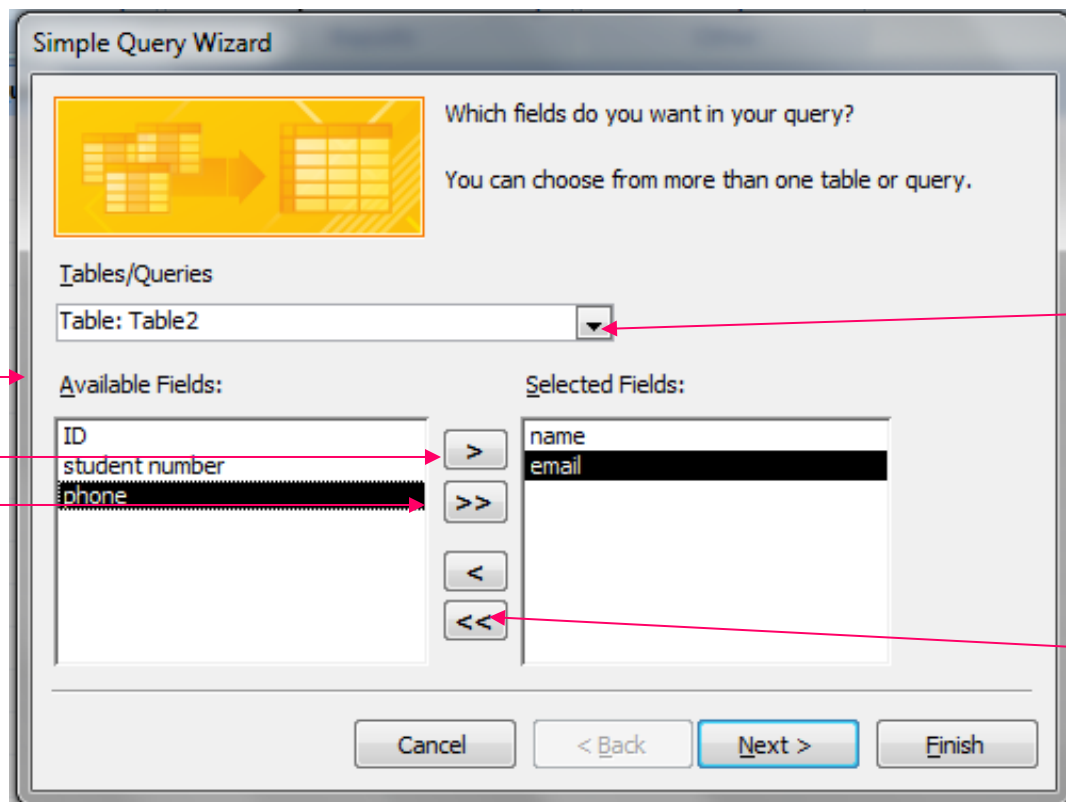 Simple Query Wizard
Which fields do you want in your query?
You can choose from more than one table or query.
Tables/Queries
Table: Table2
Available Fields:
ID
student number
phone
>
>>
<
<<
Selected Fields:
name
email
Cancel
< Back
Next >
Finish